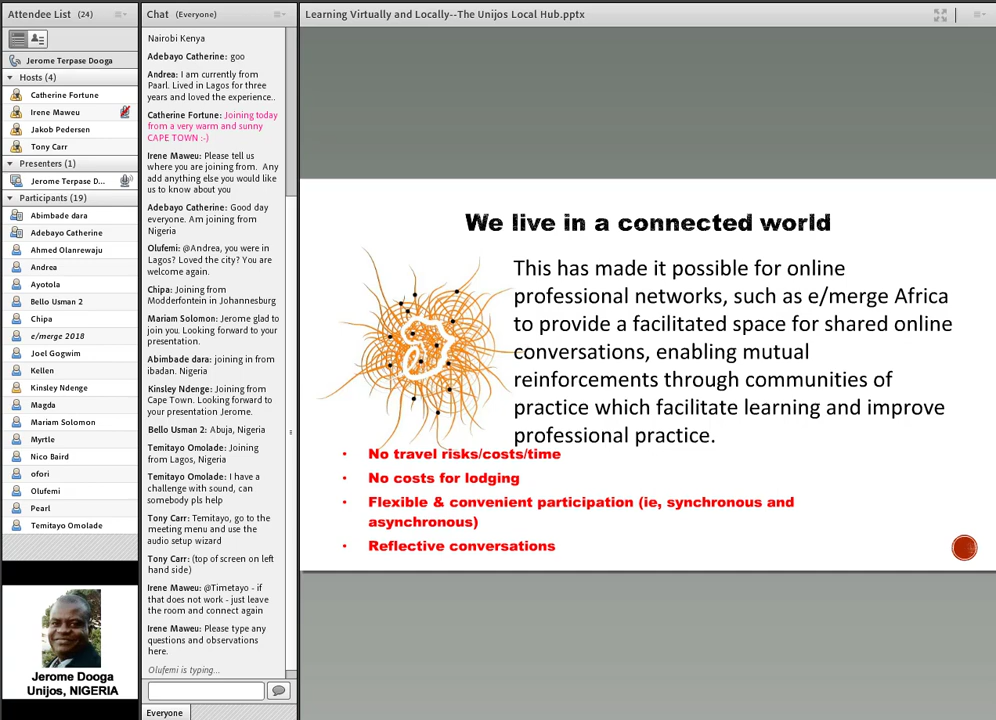 Attendee List (24)
Jerome Terpase Dooga
Hosts (4)
Catherine Fortune
Irene Maweu
Jakob Pedersen
Tony Carr
Presenters (1)
Jerome Terpase D...
Participants (19)
Abimbade dara
Adebayo Catherine
Ahmed Olanrewaju
Andrea
Ayotola
Bello Usman 2
Chipa
e/merge 2018
Joel Gogwim
Kellen
Kinsley Ndenge
Magda
Mariam Solomon
Myrtle
Nico Baird
ofori
Olufemi
Pearl
Temitayo Omolade
Jerome Dooga
Unijos, NIGERIA
Chat (Everyone)
Nairobi Kenya
Adebayo Catherine: goo
Andrea: I am currently from
Paarl. Lived in Lagos for three
years and loved the experience..
Catherine Fortune: Joining today
from a very warm and sunny
CAPE TOWN :-)
Irene Maweu: Please tell us
where you are joining from. Any
add anything else you would like
us to know about you
Adebayo Catherine: Good day
everyone. Am joining from
Nigeria
Olufemi: @Andrea, you were in
Lagos? Loved the city? You are
welcome again.
Chipa: Joining from
Modderfontein in Johannesburg
Mariam Solomon: Jerome glad to
join you. Looking forward to your
presentation.
Abimbade dara: joining in from
ibadan. Nigeria
Kinsley Ndenge: Joining from
Cape Town. Looking forward to
your presentation Jerome.
Bello Usman 2: Abuja, Nigeria
Temitayo Omolade: Joining
from Lagos, Nigeria
Temitayo Omolade: I have a
challenge with sound, can
somebody pls help
Tony Carr: Temitayo, go to the
meeting menu and use the
audio setup wizard
Tony Carr: (top of screen on left
hand side)
Irene Maweu: @Timetayo - if
that does not work - just leave
the room and connect again
Irene Maweu: Please type any
questions and observations
here.
Olufemi is typing...
Everyone
Learning Virtually and Locally--The Unijos Local Hub.pptx
We live in a connected world
This has made it possible for online
professional networks, such as e/merge Africa
to provide a facilitated space for shared online
conversations, enabling mutual
reinforcements through communities of
practice which facilitate learning and improve
professional practice.
• No travel risks/costs/time
• No costs for lodging
• Flexible & convenient participation (ie, synchronous and
asynchronous)
• Reflective conversations